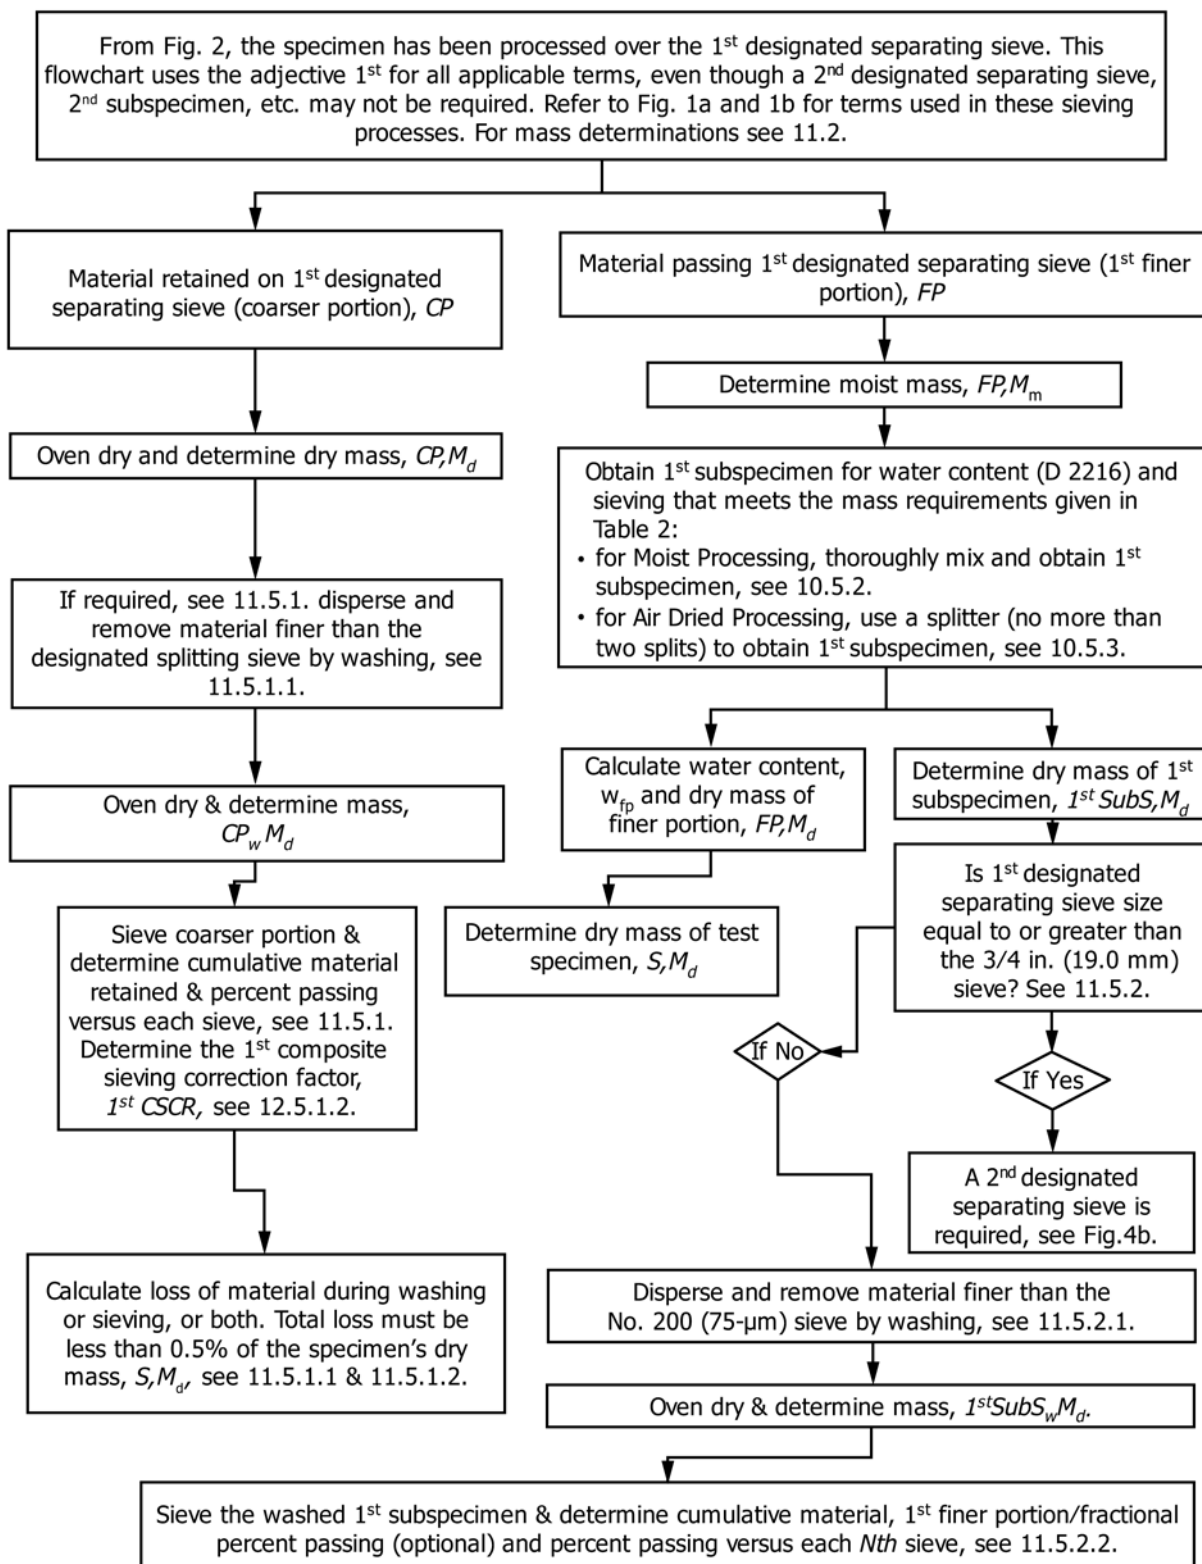 From Fig. 2, the specimen has been processed over the 1st designated separating sieve. This
flowchart uses the adjective 1st for all applicable terms, even though a 2nd designated separating sieve,
2nd subspecimen, etc. may not be required. Refer to Fig. 1a and 1b for terms used in these sieving
processes. For mass determinations see 11.2.
Material retained on 1st designated
separating sieve (coarser portion), CP
Oven dry and determine dry mass, CP,Md
If required, see 11.5.1. disperse and
remove material finer than the
designated splitting sieve by washing, see
11.5.1.1.
Oven dry & determine mass,
CPw Md
Sieve coarser portion &
determine cumulative material
retained & percent passing
versus each sieve, see 11.5.1.
Determine the 1st composite
sieving correction factor,
1st CSCR, see 12.5.1.2.
Calculate loss of material during washing
or sieving, or both. Total loss must be
less than 0.5% of the specimen's dry
mass, S,Md, see 11.5.1.1 & 11.5.1.2.
Material passing 1st designated separating sieve (1st finer
portion), FP
Determine moist mass, FP,Mm
Obtain 1st subspecimen for water content (D 2216) and
sieving that meets the mass requirements given in
Table 2:
• for Moist Processing, thoroughly mix and obtain 1st
subspecimen, see 10.5.2.
• for Air Dried Processing, use a splitter (no more than
two splits) to obtain 1st subspecimen, see 10.5.3.
Calculate water content,
wfp and dry mass of
finer portion, FP,Md
Determine dry mass of test
specimen, S,Md
Determine dry mass of 1st
subspecimen, 1st SubS,Md
Is 1st designated
separating sieve size
equal to or greater than
the 3/4 in. (19.0 mm)
sieve? See 11.5.2.
If No
If Yes
A 2nd designated
separating sieve is
required, see Fig.4b.
Disperse and remove material finer than the
No. 200 (75-µm) sieve by washing, see 11.5.2.1.
Oven dry & determine mass, 1stSubSwMd.
Sieve the washed 1st subspecimen & determine cumulative material, 1st finer portion/fractional
percent passing (optional) and percent passing versus each Nth sieve, see 11.5.2.2.